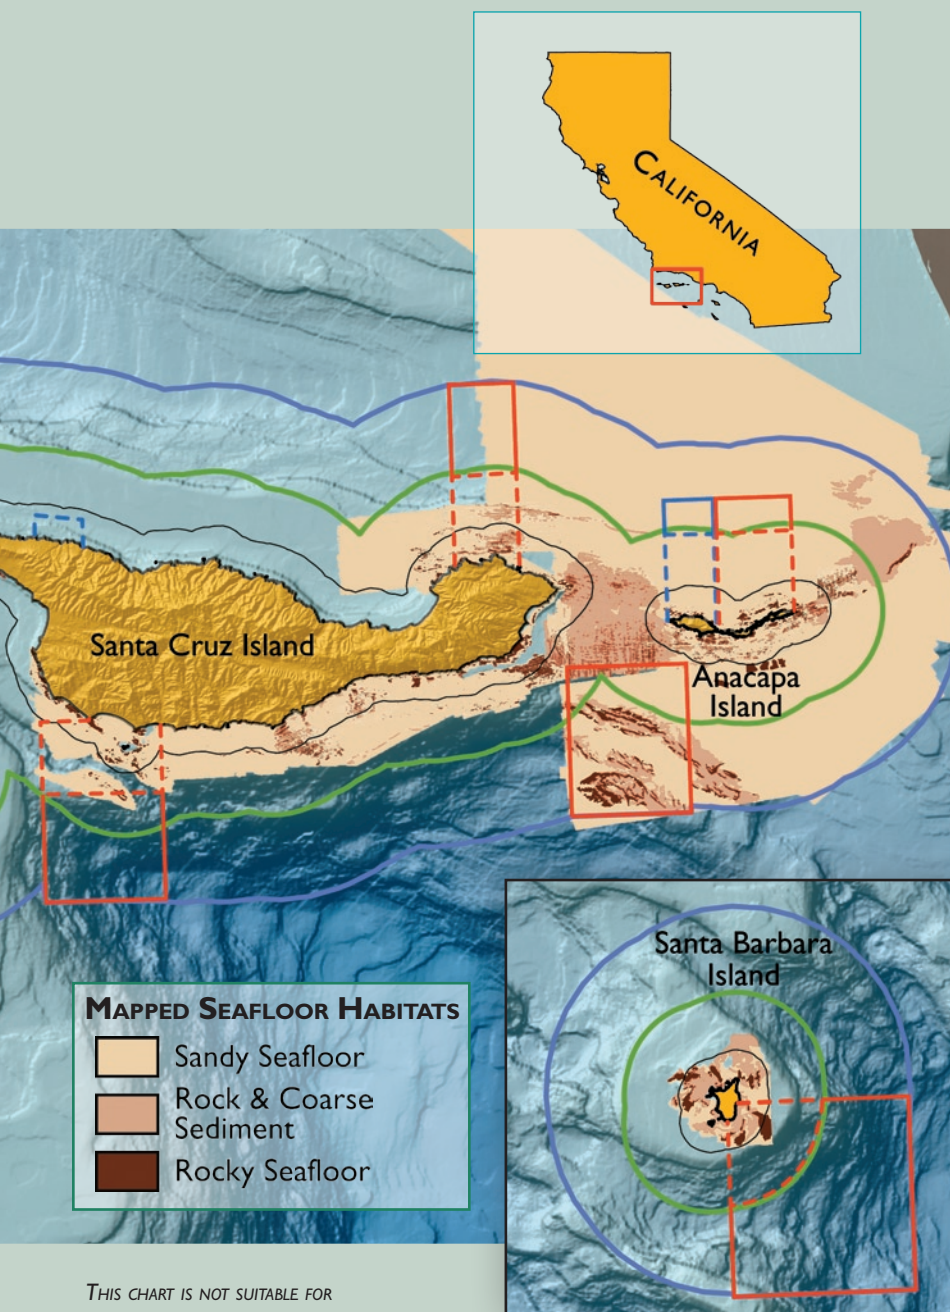 CALIFORNIA
Santa Cruz Island
Anacapa
Island
Santa Barbara
Island
MAPPED SEAFLOOR HABITATS
Sandy Seafloor
Rock & Coarse
Sediment
Rocky Seafloor
THIS CHART IS NOT SUITABLE FOR